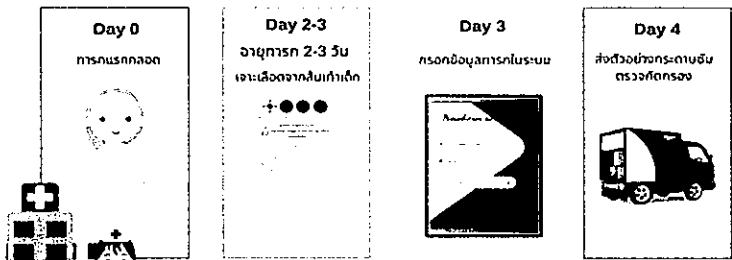 Day 0
ทารกแรกคลอด
Day 2-3
อายุทารก 2-3 วัน
เจาะเลือดจากส้นเท้าเด็ก
Day 3
กรอกข้อมูลทารกในระบบ
Day 4
ส่งตัวอย่างกระดาษซับ
ตรวจคัดกรอง